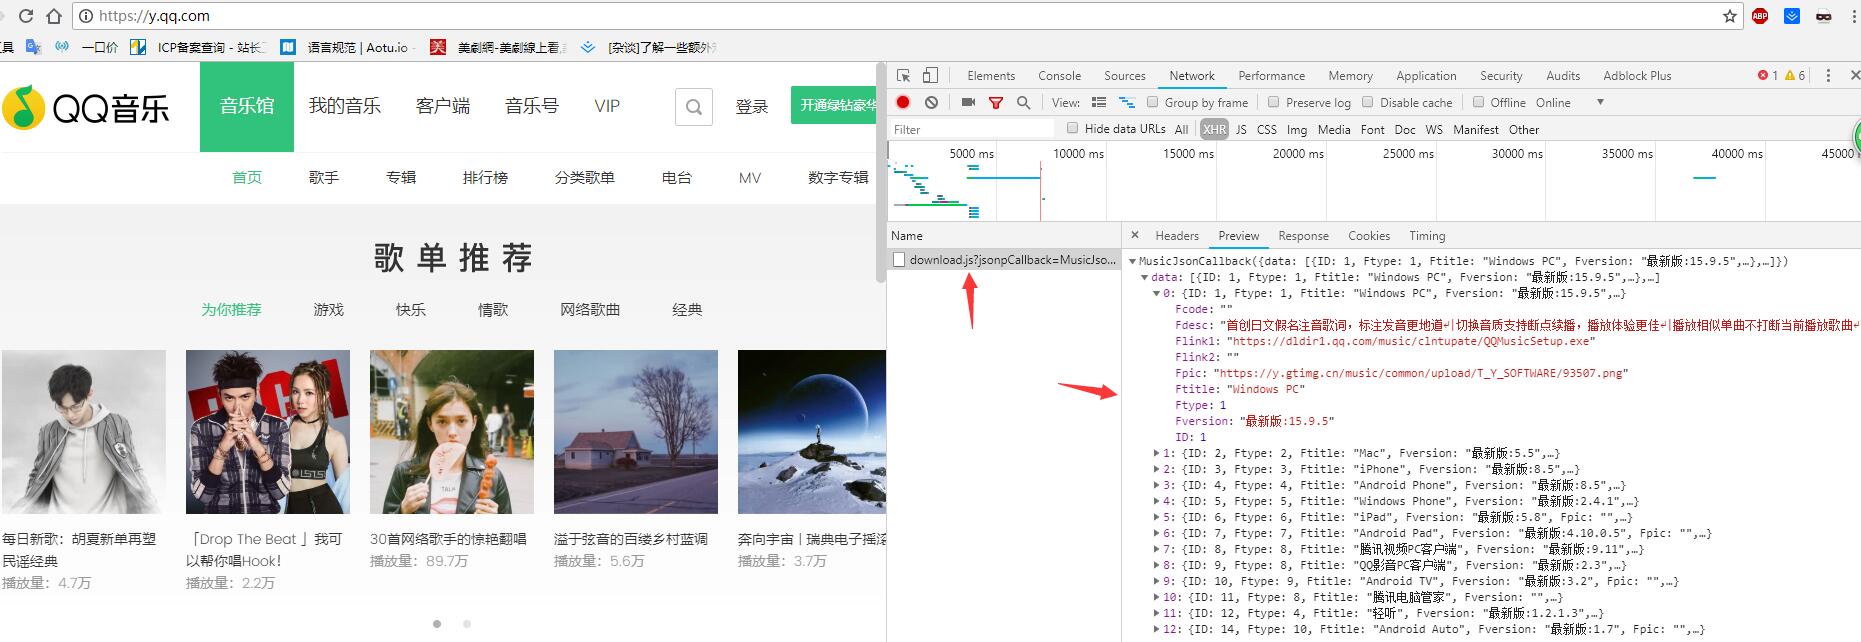 https://y.qq.com
工具 一口价 ICP备案查询 - 站长工 语言规范 | Aotu.io - 美 美劇網-美劇線上看, [杂谈]了解一些额外
QQ音乐 音乐馆 我的音乐 客户端 音乐号 VIP 登录 开通绿钻豪华
首页 歌手 专辑 排行榜 分类歌单 电台 MV 数字专辑
歌单推荐
为你推荐 游戏 快乐 情歌 网络歌曲 经典
TALK
每日新歌：胡夏新单再塑民谣经典
播放量：4.7万
「Drop The Beat 」我可以帮你唱Hook!
播放量：2.2万
30首网络歌手的惊艳翻唱
播放量：89.7万
溢于弦音的百缕乡村蓝调
播放量：5.6万
奔向宇宙 | 瑞典电子摇滚
播放量：3.7万
Elements Console Sources Network Performance Memory Application Security Audits Adblock Plus 1 6
View: Group by frame Preserve log Disable cache Offline Online
Filter Hide data URLs All XHR JS CSS Img Media Font Doc WS Manifest Other
5000 ms 10000 ms 15000 ms 20000 ms 25000 ms 30000 ms 35000 ms 40000 ms 45000
Name
download.js?jsonpCallback=MusicJso...
Headers Preview Response Cookies Timing
MusicJsonCallback({data: [{ID: 1, Ftype: 1, Ftitle: "Windows PC", Fversion: "最新版:15.9.5",…},…]})
data: [{ID: 1, Ftype: 1, Ftitle: "Windows PC", Fversion: "最新版:15.9.5",…},…]
0: {ID: 1, Ftype: 1, Ftitle: "Windows PC", Fversion: "最新版:15.9.5",…}
Fcode: ""
Fdesc: "首创日文假名注音歌词，标注发音更地道↵|切换音质支持断点续播，播放体验更佳↵|播放相似单曲不打断当前播放歌曲↵
Flink1: "https://dldir1.qq.com/music/clntupate/QQMusicSetup.exe"
Flink2: ""
Fpic: "https://y.gtimg.cn/music/common/upload/T_Y_SOFTWARE/93507.png"
Ftitle: "Windows PC"
Ftype: 1
Fversion: "最新版:15.9.5"
ID: 1
1: {ID: 2, Ftype: 2, Ftitle: "Mac", Fversion: "最新版:5.5",…}
2: {ID: 3, Ftype: 3, Ftitle: "iPhone", Fversion: "最新版:8.5",…}
3: {ID: 4, Ftype: 4, Ftitle: "Android Phone", Fversion: "最新版:8.5",…}
4: {ID: 5, Ftype: 5, Ftitle: "Windows Phone", Fversion: "最新版:2.4.1",…}
5: {ID: 6, Ftype: 6, Ftitle: "iPad", Fversion: "最新版:5.8", Fpic: "",…}
6: {ID: 7, Ftype: 7, Ftitle: "Android Pad", Fversion: "最新版:4.10.0.5", Fpic: "",…}
7: {ID: 8, Ftype: 8, Ftitle: "腾讯视频PC客户端", Fversion: "最新版:9.11",…}
8: {ID: 9, Ftype: 8, Ftitle: "QQ影音PC客户端", Fversion: "最新版:2.3",…}
9: {ID: 10, Ftype: 9, Ftitle: "Android TV", Fversion: "最新版:3.2", Fpic: "",…}
10: {ID: 11, Ftype: 8, Ftitle: "腾讯电脑管家", Fversion: "",…}
11: {ID: 12, Ftype: 4, Ftitle: "轻听", Fversion: "最新版:1.2.1.3",…}
12: {ID: 14, Ftype: 10, Ftitle: "Android Auto", Fversion: "最新版:1.7", Fpic: "",…}